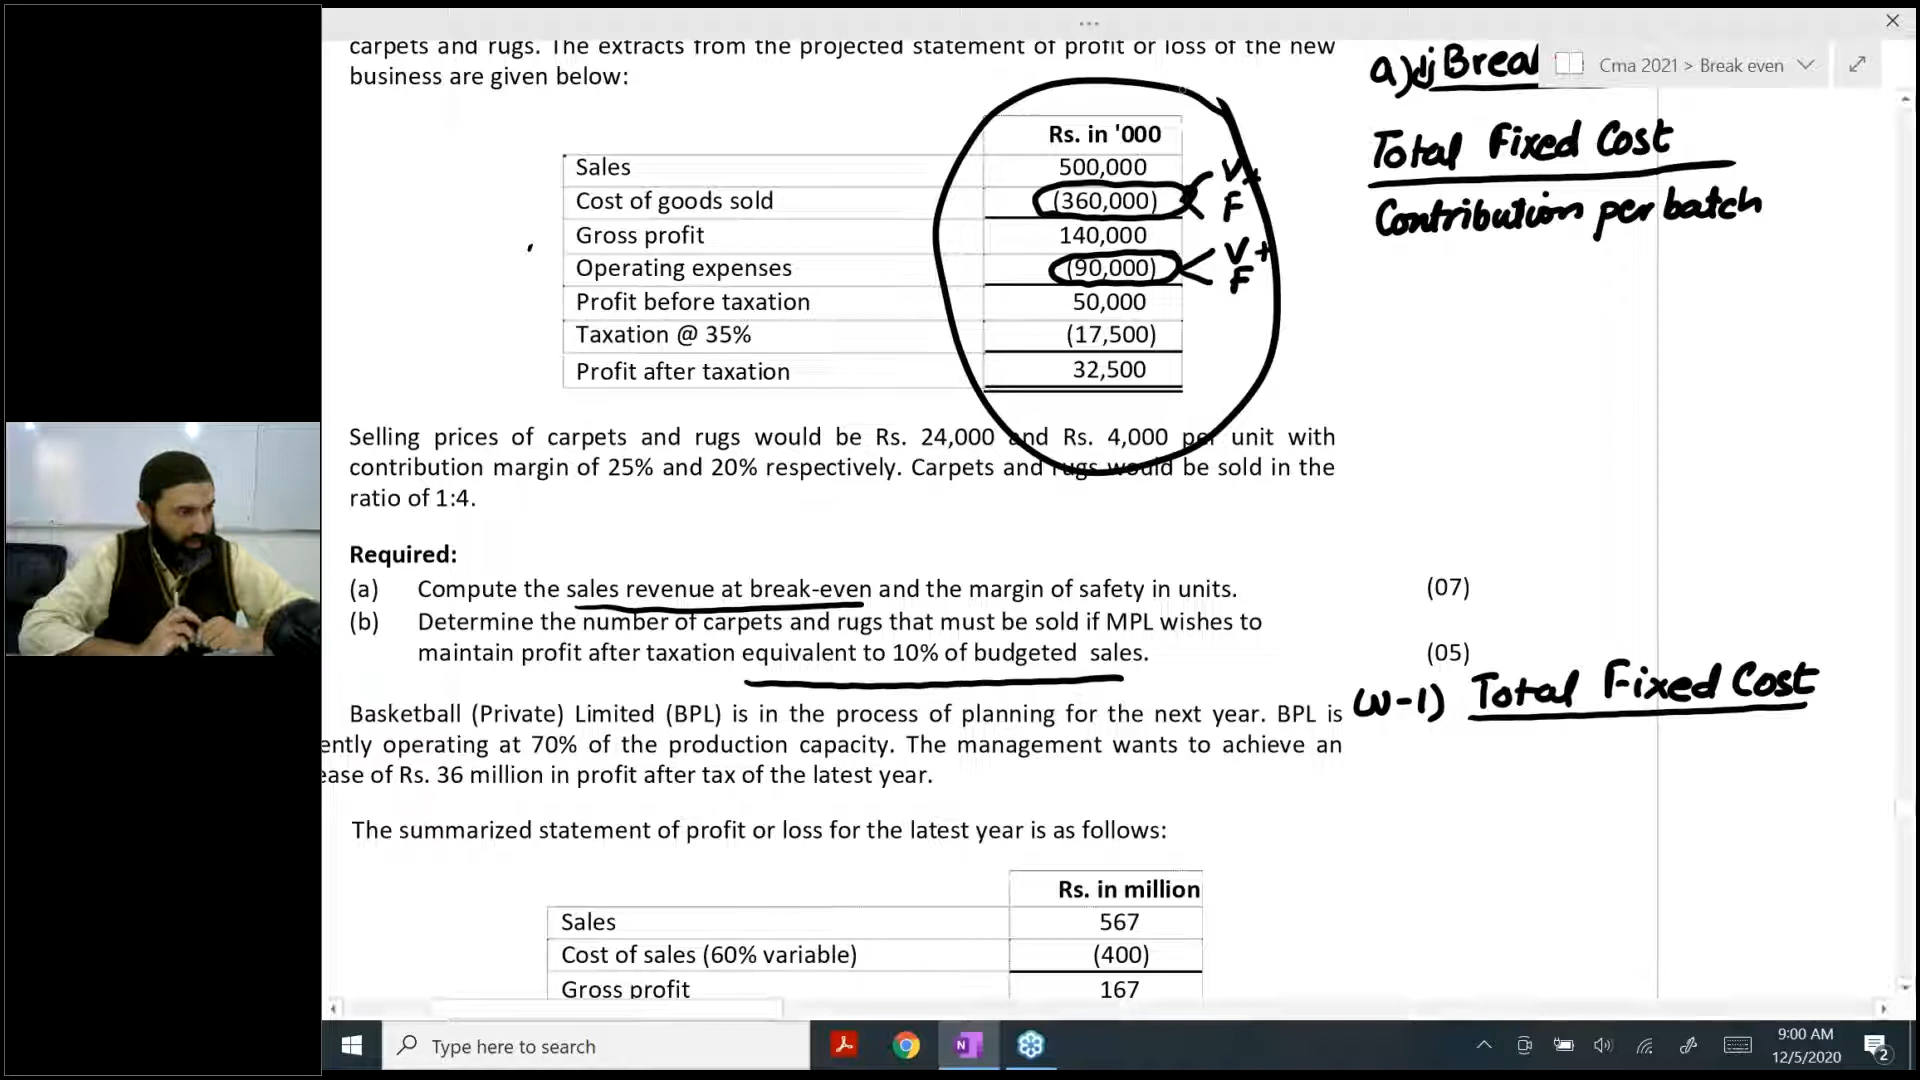 carpets and rugs. The extracts from the projected statement of profit or loss of the new
business are given below:
Rs. in '000
Sales 500,000
Cost of goods sold (360,000)
Gross profit 140,000
Operating expenses (90,000)
Profit before taxation 50,000
Taxation @ 35% (17,500)
Profit after taxation 32,500
V+
F
V+
F
Selling prices of carpets and rugs would be Rs. 24,000 and Rs. 4,000 per unit with
contribution margin of 25% and 20% respectively. Carpets and rugs would be sold in the
ratio of 1:4.
Required:
(a) Compute the sales revenue at break-even and the margin of safety in units. (07)
(b) Determine the number of carpets and rugs that must be sold if MPL wishes to
maintain profit after taxation equivalent to 10% of budgeted sales. (05)
Basketball (Private) Limited (BPL) is in the process of planning for the next year. BPL is
ently operating at 70% of the production capacity. The management wants to achieve an
ease of Rs. 36 million in profit after tax of the latest year.
The summarized statement of profit or loss for the latest year is as follows:
Rs. in million
Sales 567
Cost of sales (60% variable) (400)
Gross profit 167
a) Brea
Cma 2021 > Break even
Total Fixed Cost
Contribution per batch
(W-1) Total Fixed Cost
Type here to search
N
9:00 AM
12/5/2020
2